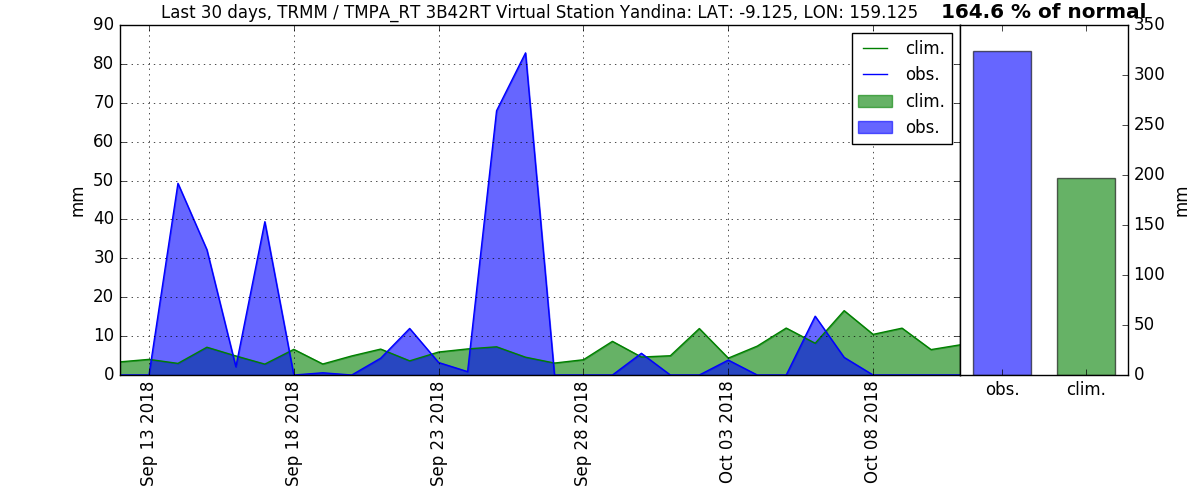 Last 30 days, TRMM / TMPA_RT 3B42RT Virtual Station Yandina: LAT: -9.125, LON: 159.125
164.6 % of normal
90
80
70
60
50
40
30
20
10
0
mm
clim.
obs.
clim.
obs.
Sep 13 2018
Sep 18 2018
Sep 23 2018
Sep 28 2018
Oct 03 2018
Oct 08 2018
350
300
250
200
150
100
50
0
mm
obs.
clim.